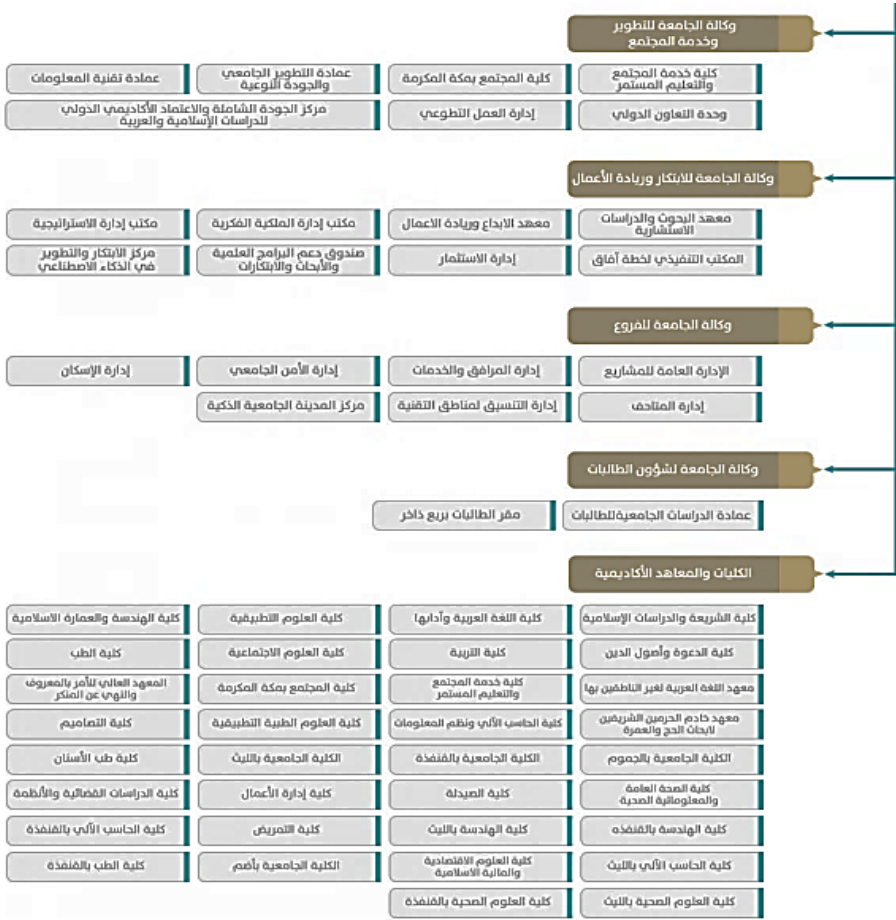 وكالة الجامعة للتطوير
وخدمة المجتمع
كلية خدمة المجتمع
والتعليم المستمر
كلية المجتمع بمكة المكرمة
عمادة التطوير الجامعي
والجودة النوعية
عمادة تقنية المعلومات
وحدة التعاون الدولي
إدارة العمل التطوعي
مركز الجودة الشاملة والاعتماد الأكاديمي الدولي
للدراسات الإسلامية والعربية
وكالة الجامعة للابتكار وريادة الأعمال
معهد البحوث والدراسات
الاستشارية
معهد الابداع وريادة الاعمال
مكتب إدارة الملكية الفكرية
مكتب إدارة الاستراتيجية
المكتب التنفيذي لخطة آفاق
إدارة الاستثمار
صندوق دعم البرامج العلمية
والأبحاث والابتكارات
مركز الابتكار والتطوير
في الذكاء الاصطناعي
وكالة الجامعة للفروع
الإدارة العامة للمشاريع
إدارة المرافق والخدمات
إدارة الأمن الجامعي
إدارة الإسكان
إدارة المتاحف
إدارة التنسيق لمناطق التقنية
مركز المدينة الجامعية الذكية
وكالة الجامعة لشؤون الطالبات
عمادة الدراسات الجامعيةللطالبات
مقر الطالبات بريع ذاخر
الكليات والمعاهد الأكاديمية
كلية الشريعة والدراسات الإسلامية
كلية اللغة العربية وآدابها
كلية العلوم التطبيقية
كلية الهندسة والعمارة الاسلامية
كلية الدعوة وأصول الدين
كلية التربية
كلية العلوم الاجتماعية
كلية الطب
معهد اللغة العربية لغير الناطقين بها
كلية خدمة المجتمع
والتعليم المستمر
كلية المجتمع بمكة المكرمة
المعهد العالي للأمر بالمعروف
والنهي عن المنكر
معهد خادم الحرمين الشريفين
لابحاث الحج والعمرة
كلية الحاسب الآلي ونظم المعلومات
كلية العلوم الطبية التطبيقية
كلية التصاميم
الكلية الجامعية بالجموم
الكلية الجامعية بالقنفذة
الكلية الجامعية بالليث
كلية طب الأسنان
كلية الصحة العامة
والمعلوماتية الصحية
كلية الصيدلة
كلية إدارة الأعمال
كلية الدراسات القضائية والأنظمة
كلية الهندسة بالقنفذه
كلية الهندسة بالليث
كلية التمريض
كلية الحاسب الآلي بالقنفذة
كلية الحاسب الآلي بالليث
كلية العلوم الاقتصادية
والمالية الاسلامية
الكلية الجامعية بأضم
كلية الطب بالقنفذة
كلية العلوم الصحية بالليث
كلية العلوم الصحية بالقنفذة